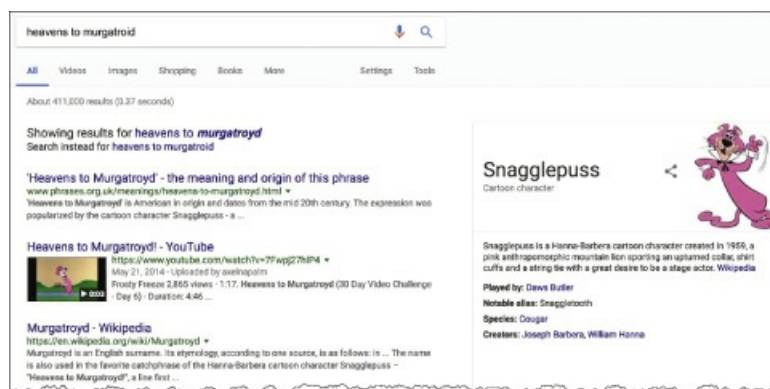 heavens to murgatroid
All Videos Images Shopping Books More Settings Tools
About 411,000 results (0.37 seconds)
Showing results for heavens to murgatroyd
Search instead for heavens to murgatroid
'Heavens to Murgatroyd' - the meaning and origin of this phrase
www.phrases.org.uk/meanings/heavens-to-murgatroyd.html
'Heavens to Murgatroyd' is American in origin and dates from the mid 20th century. The expression was
popularized by the cartoon character Snagglepuss - a ...
Heavens to Murgatroyd! - YouTube
https://www.youtube.com/watch?v=
May 21, 2014 - Uploaded by axelnapalm
Frosty Freeze 2,865 views · 1:17. Heavens to Murgatroyd (30 Day Video Challenge
- Day 6) - Duration: 4:46 ...
Murgatroyd - Wikipedia
https://en.wikipedia.org/wiki/Murgatroyd
Murgatroyd is an English surname. Its etymology, according to one source, is as follows: in ... The name
is also used in the favorite catchphrase of the Hanna-Barbera cartoon character Snagglepuss –
"Heavens to Murgatroyd!", a line first ...
Snagglepuss
Cartoon character
Snagglepuss is a Hanna-Barbera cartoon character created in 1959, a
pink anthropomorphic mountain lion sporting an upturned collar, shirt
cuffs and a string tie with a great desire to be a stage actor. Wikipedia
Played by: Daws Butler
Notable alias: Snaggletooth
Species: Cougar
Creators: Joseph Barbera, William Hanna